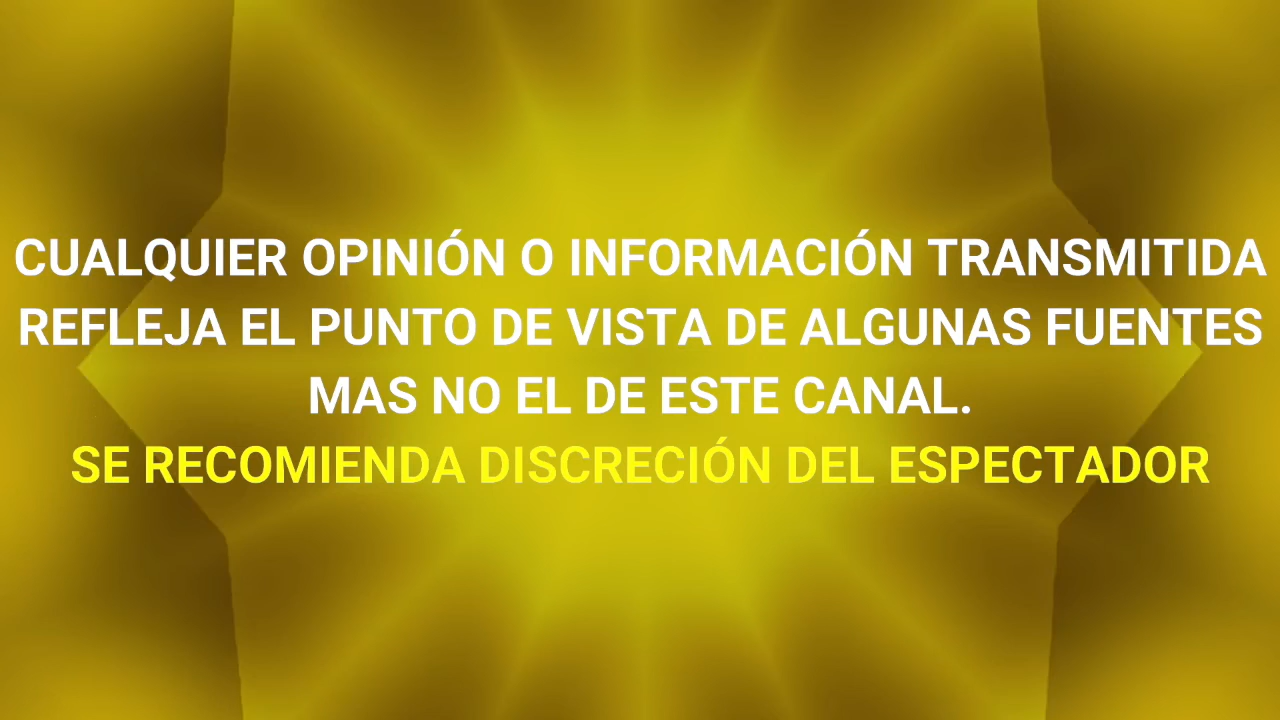 CUALQUIER OPINIÓN O INFORMACIÓN TRANSMITIDA
REFLEJA EL PUNTO DE VISTA DE ALGUNAS FUENTES
MAS NO EL DE ESTE CANAL.
SE RECOMIENDA DISCRECIÓN DEL ESPECTADOR